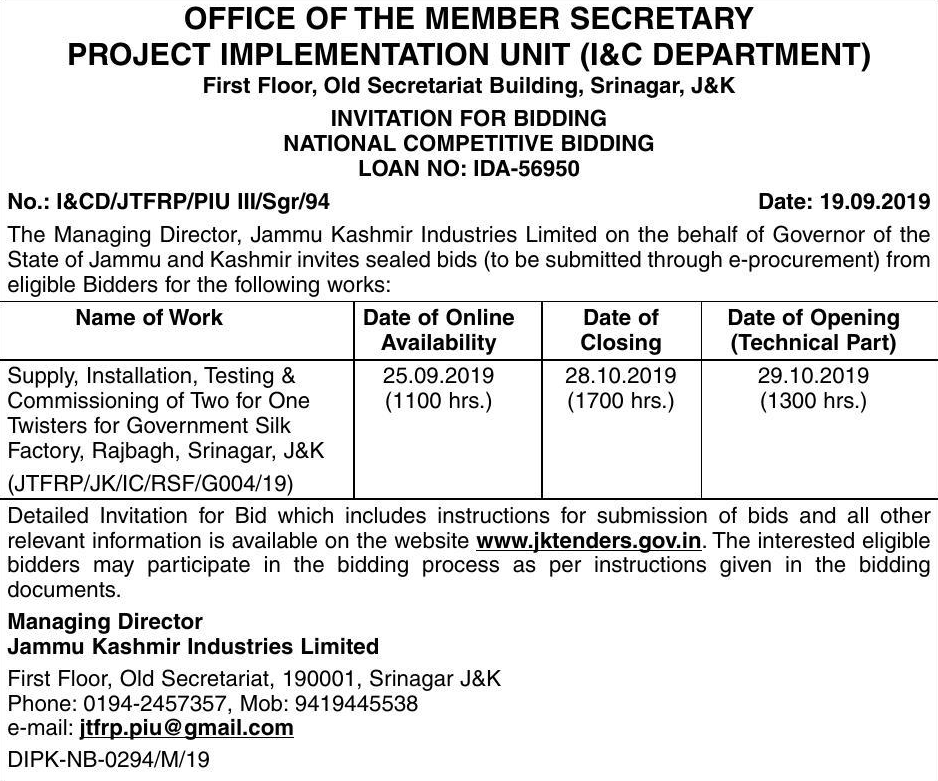 OFFICE OF THE MEMBER SECRETARY
PROJECT IMPLEMENTATION UNIT (I&C DEPARTMENT)
First Floor, Old Secretariat Building, Srinagar, J&K
INVITATION FOR BIDDING
NATIONAL COMPETITIVE BIDDING
LOAN NO: IDA-56950
No.: I&CD/JTFRP/PIU III/Sgr/94 Date: 19.09.2019
The Managing Director, Jammu Kashmir Industries Limited on the behalf of Governor of the
State of Jammu and Kashmir invites sealed bids (to be submitted through e-procurement) from
eligible Bidders for the following works:
Name of Work Date of Online Date of Date of Opening
Availability Closing (Technical Part)
Supply, Installation, Testing & 25.09.2019 28.10.2019 29.10.2019
Commissioning of Two for One (1100 hrs.) (1700 hrs.) (1300 hrs.)
Twisters for Government Silk
Factory, Rajbagh, Srinagar, J&K
(JTFRP/JK/IC/RSF/G004/19)
Detailed Invitation for Bid which includes instructions for submission of bids and all other
relevant information is available on the website www.jktenders.gov.in. The interested eligible
bidders may participate in the bidding process as per instructions given in the bidding
documents.
Managing Director
Jammu Kashmir Industries Limited
First Floor, Old Secretariat, 190001, Srinagar J&K
Phone: 0194-2457357, Mob: 9419445538
e-mail: jtfrp.piu@gmail.com
DIPK-NB-0294/M/19